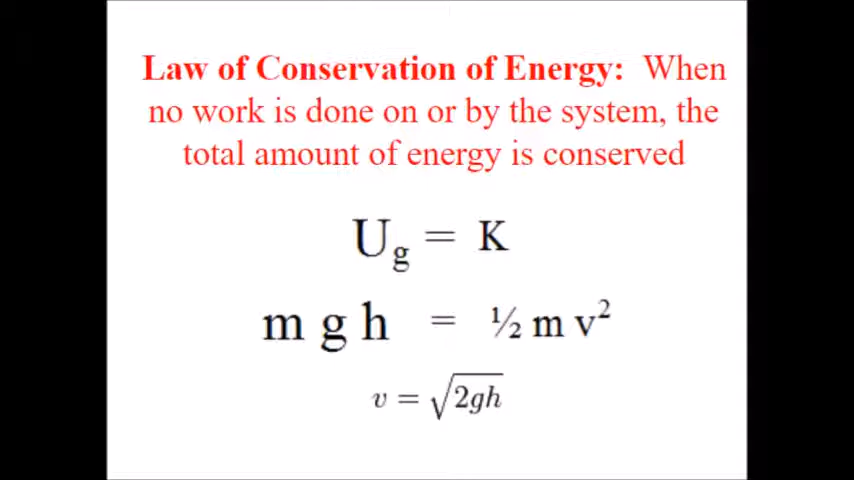 Law of Conservation of Energy: When
no work is done on or by the system, the
total amount of energy is conserved
U_g = K
m g h = ½ m v²
v = √2gh